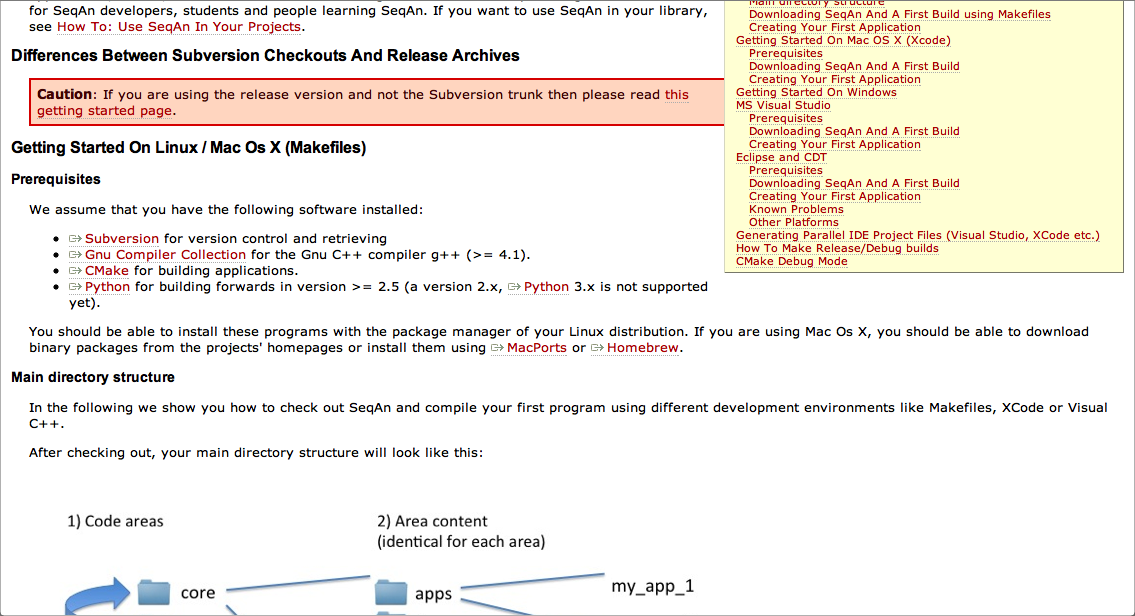 for SeqAn developers, students and people learning SeqAn. If you want to use SeqAn in your library,
see How To: Use SeqAn In Your Projects.
Differences Between Subversion Checkouts And Release Archives
Caution: If you are using the release version and not the Subversion trunk then please read this
getting started page.
Getting Started On Linux / Mac Os X (Makefiles)
Prerequisites
We assume that you have the following software installed:
Subversion for version control and retrieving
Gnu Compiler Collection for the Gnu C++ compiler g++ (>= 4.1).
CMake for building applications.
Python for building forwards in version >= 2.5 (a version 2.x, Python 3.x is not supported
yet).
You should be able to install these programs with the package manager of your Linux distribution. If you are using Mac Os X, you should be able to download
binary packages from the projects' homepages or install them using MacPorts or Homebrew.
Main directory structure
In the following we show you how to check out SeqAn and compile your first program using different development environments like Makefiles, XCode or Visual
C++.
After checking out, your main directory structure will look like this:
1) Code areas
2) Area content
(identical for each area)
core
apps
my_app_1
Main directory structure
Downloading SeqAn And A First Build using Makefiles
Creating Your First Application
Getting Started On Mac OS X (Xcode)
Prerequisites
Downloading SeqAn And A First Build
Creating Your First Application
Getting Started On Windows
MS Visual Studio
Prerequisites
Downloading SeqAn And A First Build
Creating Your First Application
Eclipse and CDT
Prerequisites
Downloading SeqAn And A First Build
Creating Your First Application
Known Problems
Other Platforms
Generating Parallel IDE Project Files (Visual Studio, XCode etc.)
How To Make Release/Debug builds
CMake Debug Mode